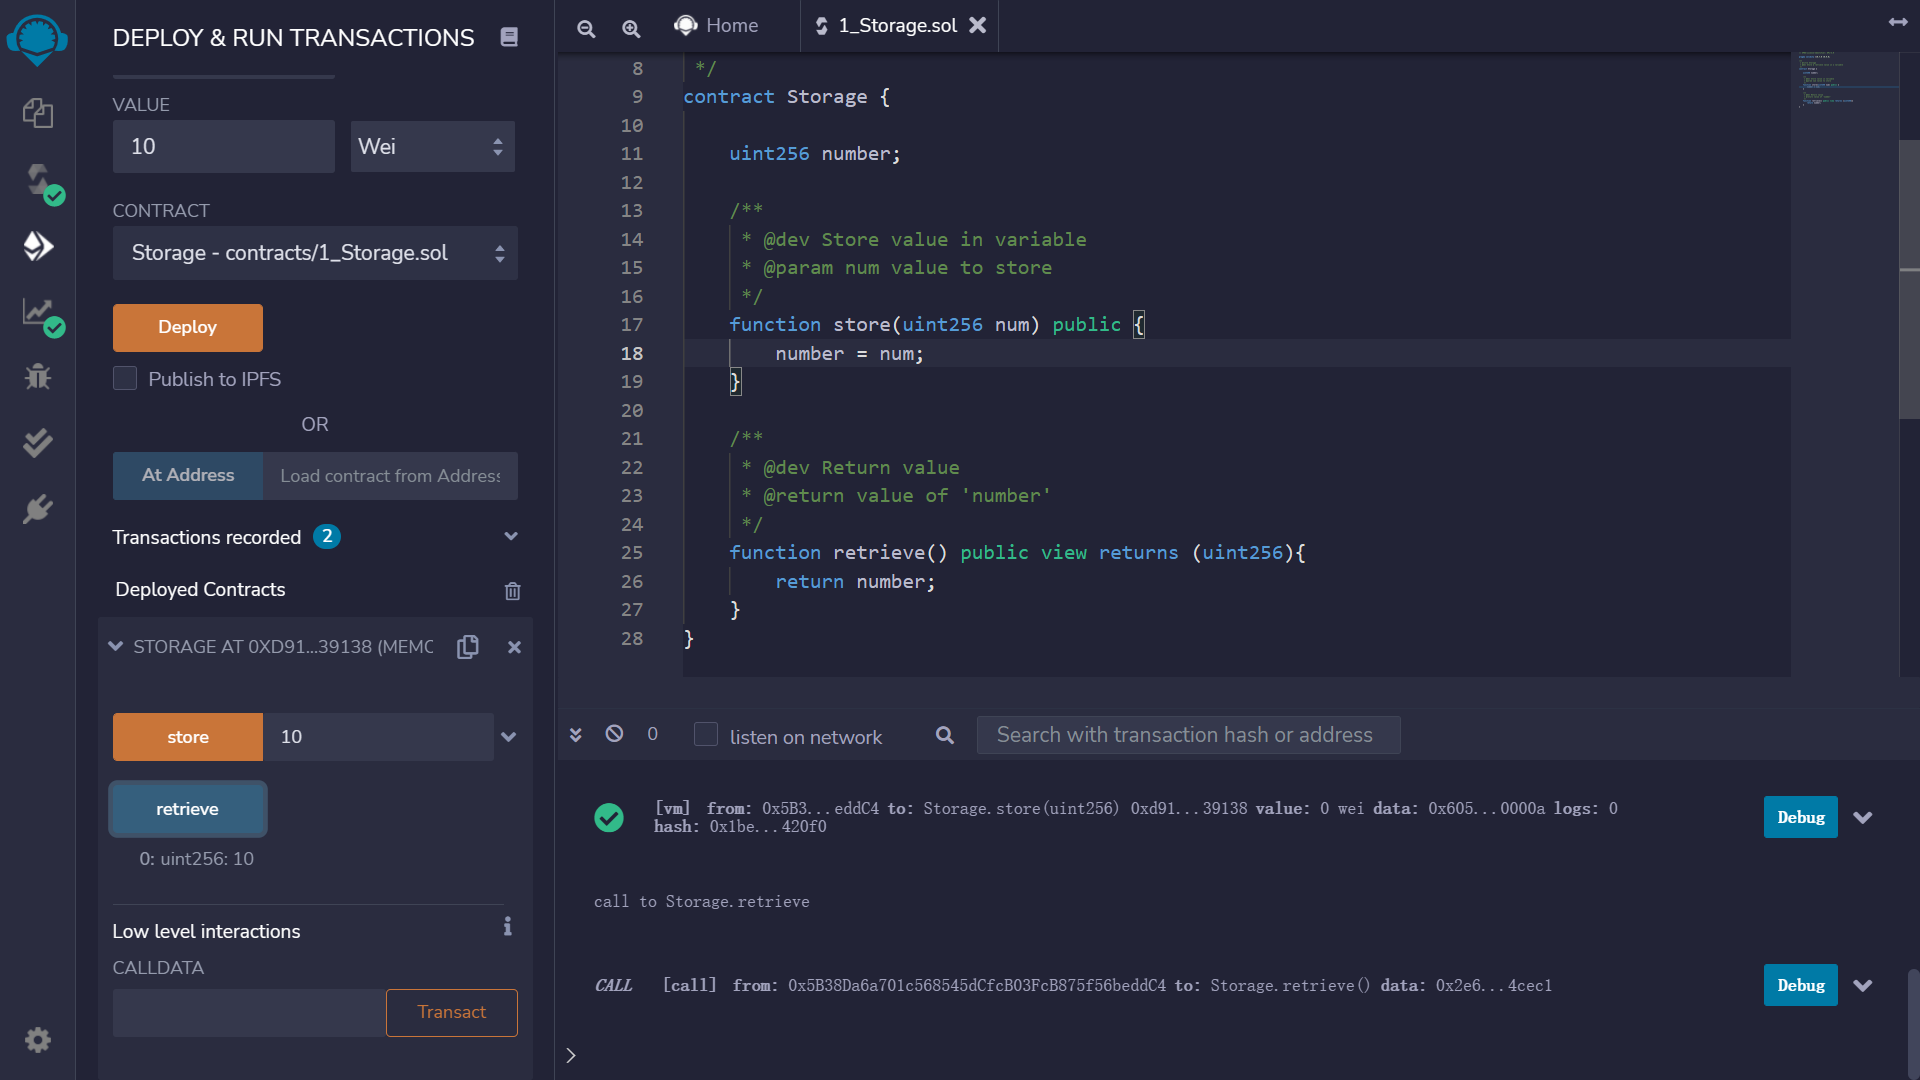 DEPLOY & RUN TRANSACTIONS
VALUE
10
Wei
CONTRACT
Storage - contracts/1_Storage.sol
Deploy
Publish to IPFS
OR
At Address
Load contract from Address
Transactions recorded 2
Deployed Contracts
STORAGE AT 0XD91...39138 (MEMO
store
10
retrieve
0: uint256: 10
Low level interactions
i
CALLDATA
Transact
Home
1_Storage.sol
8 */
9 contract Storage {
10
11 uint256 number;
12
13 /**
14 * @dev Store value in variable
15 * @param num value to store
16 */
17 function store(uint256 num) public {
18 number = num;
19 }
20
21 /**
22 * @dev Return value
23 * @return value of 'number'
24 */
25 function retrieve() public view returns (uint256){
26 return number;
27 }
28 }
0
listen on network
Search with transaction hash or address
[vm] from: 0x5B3...eddC4 to: Storage.store(uint256) 0xd91...39138 value: 0 wei data: 0x605...0000a logs: 0
hash: 0x1be...420f0
Debug
call to Storage.retrieve
CALL [call] from: 0x5B38Da6a701c568545dCfcB03FcB875f56beddC4 to: Storage.retrieve() data: 0x2e6...4cec1
Debug
>